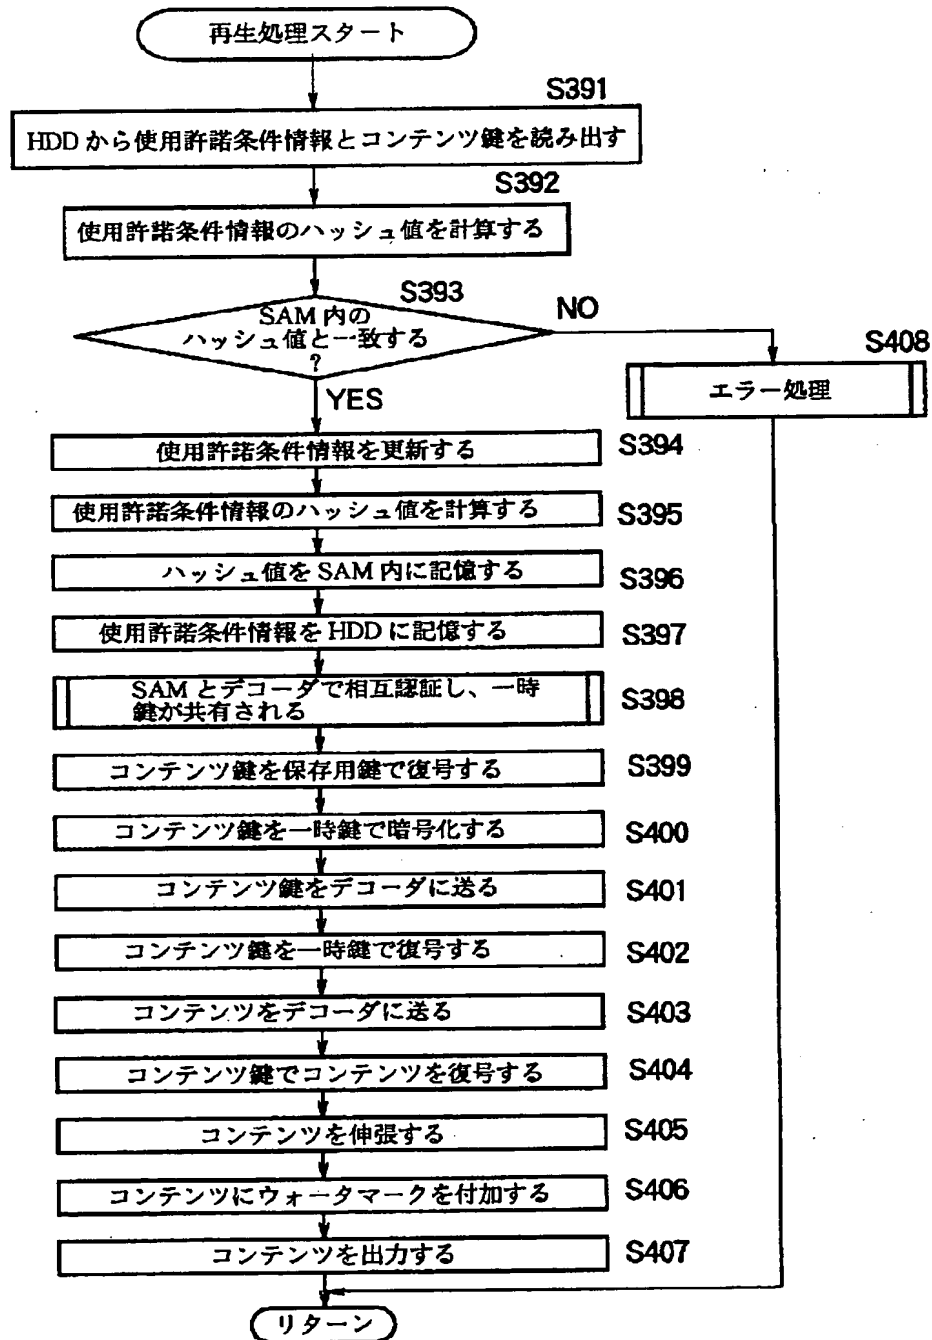 再生処理スタート
S391
HDDから使用許諾条件情報とコンテンツ鍵を読み出す
S392
使用許諾条件情報のハッシュ値を計算する
S393
SAM内の
ハッシュ値と一致する
?
NO
YES
S408
エラー処理
使用許諾条件情報を更新する
S394
使用許諾条件情報のハッシュ値を計算する
S395
ハッシュ値をSAM内に記憶する
S396
使用許諾条件情報をHDDに記憶する
S397
SAMとデコーダで相互認証し、一時
鍵が共有される
S398
コンテンツ鍵を保存用鍵で復号する
S399
コンテンツ鍵を一時鍵で暗号化する
S400
コンテンツ鍵をデコーダに送る
S401
コンテンツ鍵を一時鍵で復号する
S402
コンテンツをデコーダに送る
S403
コンテンツ鍵でコンテンツを復号する
S404
コンテンツを伸張する
S405
コンテンツにウォータマークを付加する
S406
コンテンツを出力する
S407
リターン